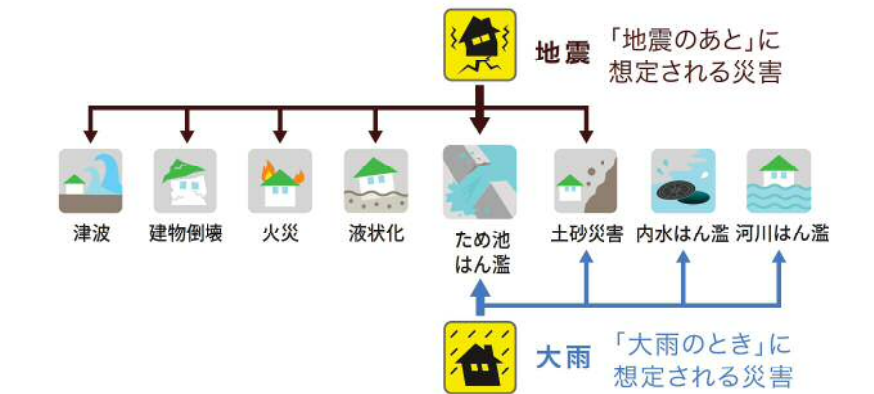 地震
「地震のあと」に
想定される災害
津波
建物倒壊
火災
液状化
ため池
はん濫
土砂災害
内水はん濫
河川はん濫
大雨
「大雨のとき」に
想定される災害